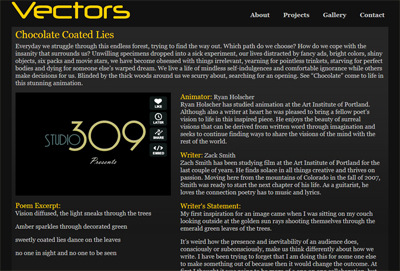 Vectors
About Projects Gallery Contact
Chocolate Coated Lies
Everyday we struggle through this endless forest, trying to find the way out. Which path do we choose? How do we cope with the
insanity that surrounds us? Unwilling specimens dropped into a sick experiment, our lives distracted by fancy ads, bright colors, shiny
objects, six packs and movie stars, we have become obsessed with things irrelevant, yearning for pointless trinkets, starving for perfect
bodies and dying for someone else's warped dream. We live a life of mindless self-indulgences and comfortable ignorance while others
make decisions for us. Blinded by the thick woods around us we scurry about, searching for an opening. See "Chocolate" come to life in
this stunning animation.
LIKE
LATER
SHARE
EMBED
STUDIO 309
Presents
Animator: Ryan Holscher
Ryan Holscher has studied animation at the Art Institute of Portland.
Although also a writer at heart he was pleased to bring a fellow poet's
vision to life in this inspired piece. He enjoys the beauty of surreal
visions that can be derived from written word through imagination and
seeks to continue finding ways to share the visions of the mind with the
rest of the world.
Writer: Zack Smith
Zach Smith has been studying film at the Art Institute of Portland for the
last couple of years. He finds solace in all things creative and thrives on
passion. Moving here from the mountains of Colorado in the fall of 2007,
Smith was ready to start the next chapter of his life. As a guitarist, he
loves the connection poetry has to music and lyrics.
Poem Excerpt:
Vision diffused, the light sneaks through the trees
Amber sparkles through decorated green
sweetly coated lies dance on the leaves
no one in sight and no one to be seen
Writer's Statement:
My first inspiration for an image came when I was sitting on my couch
looking outside at the golden sun rays shooting themselves through the
emerald green leaves of the trees.
It's weird how the presence and inevitability of an audience does,
consciously or subconsciously, make us think differently about how we
write. I have been trying to forget that I am doing this for some one else
to make something out of because then it would change the outcome. At